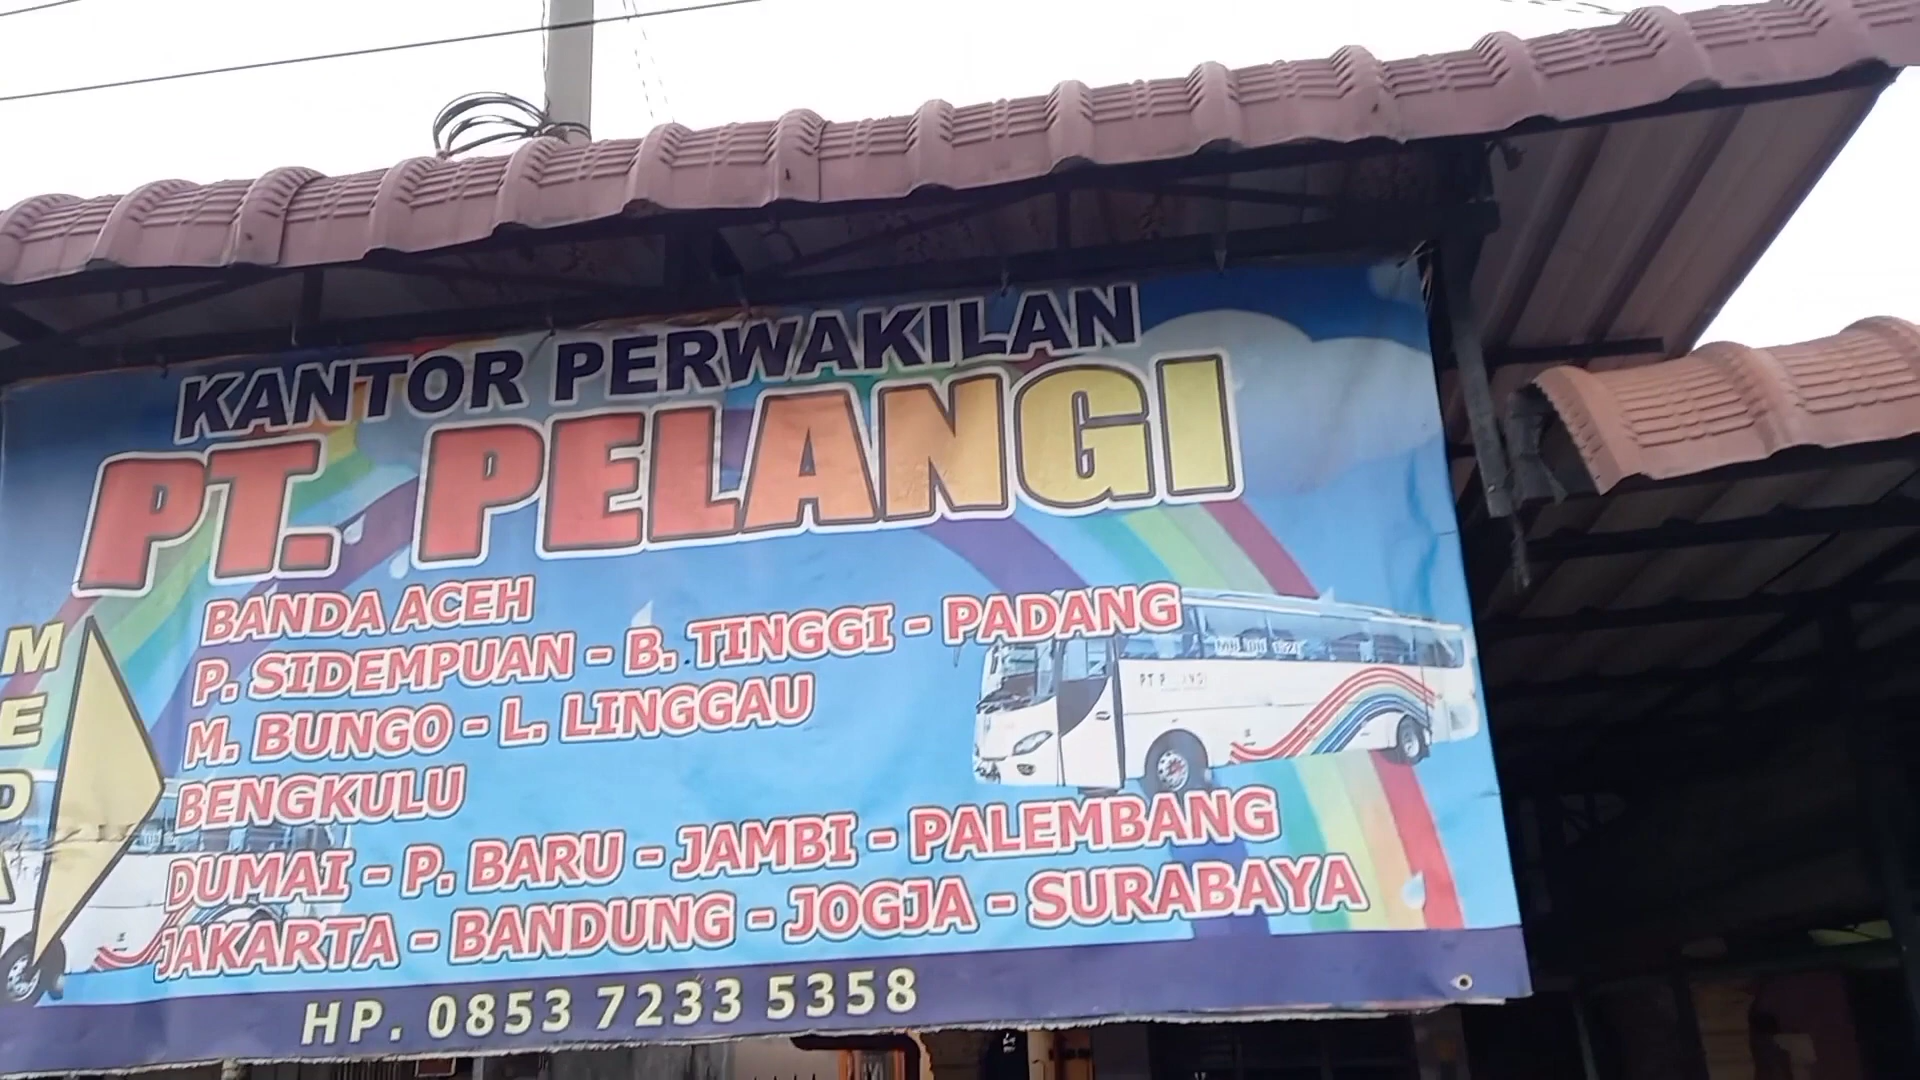 KANTOR PERWAKILAN
PT. PELANGI
MEDAN
BANDA ACEH
P. SIDEMPUAN - B. TINGGI - PADANG
M. BUNGO - L. LINGGAU
BENGKULU
DUMAI - P. BARU - JAMBI - PALEMBANG
JAKARTA - BANDUNG - JOGJA - SURABAYA
HP. 0853 7233 5358